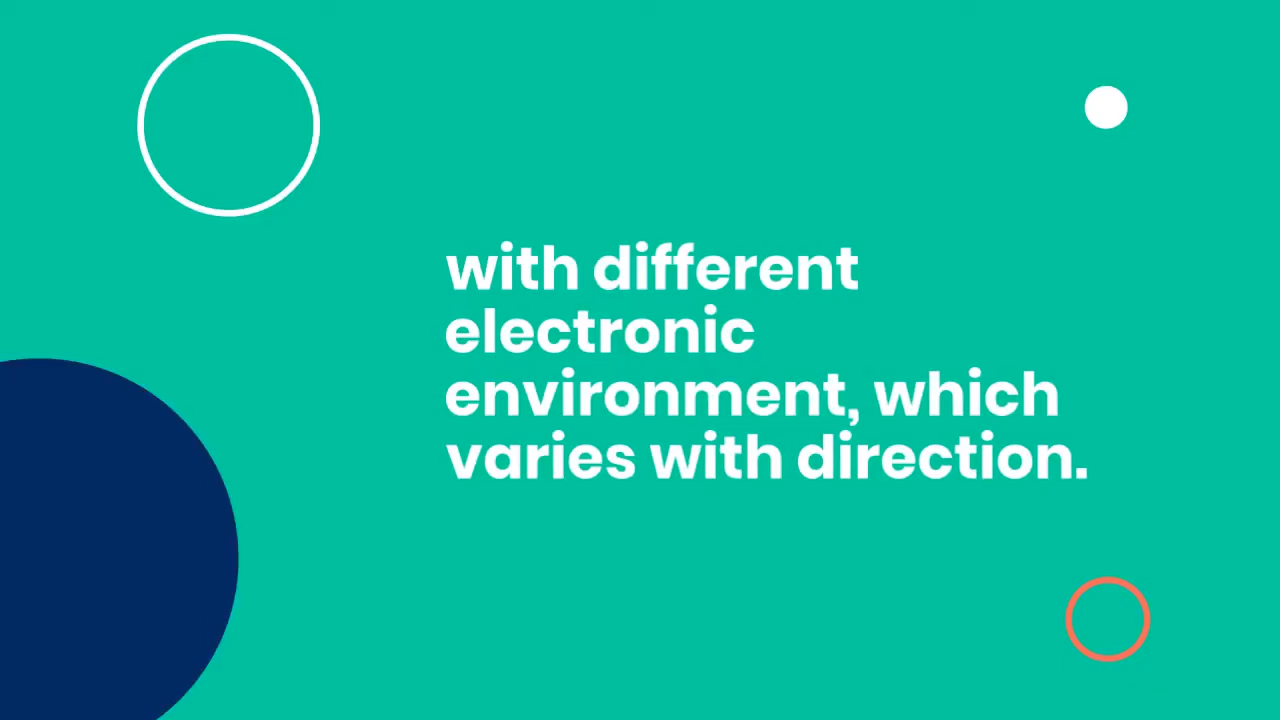 with different
electronic
environment, which
varies with direction.